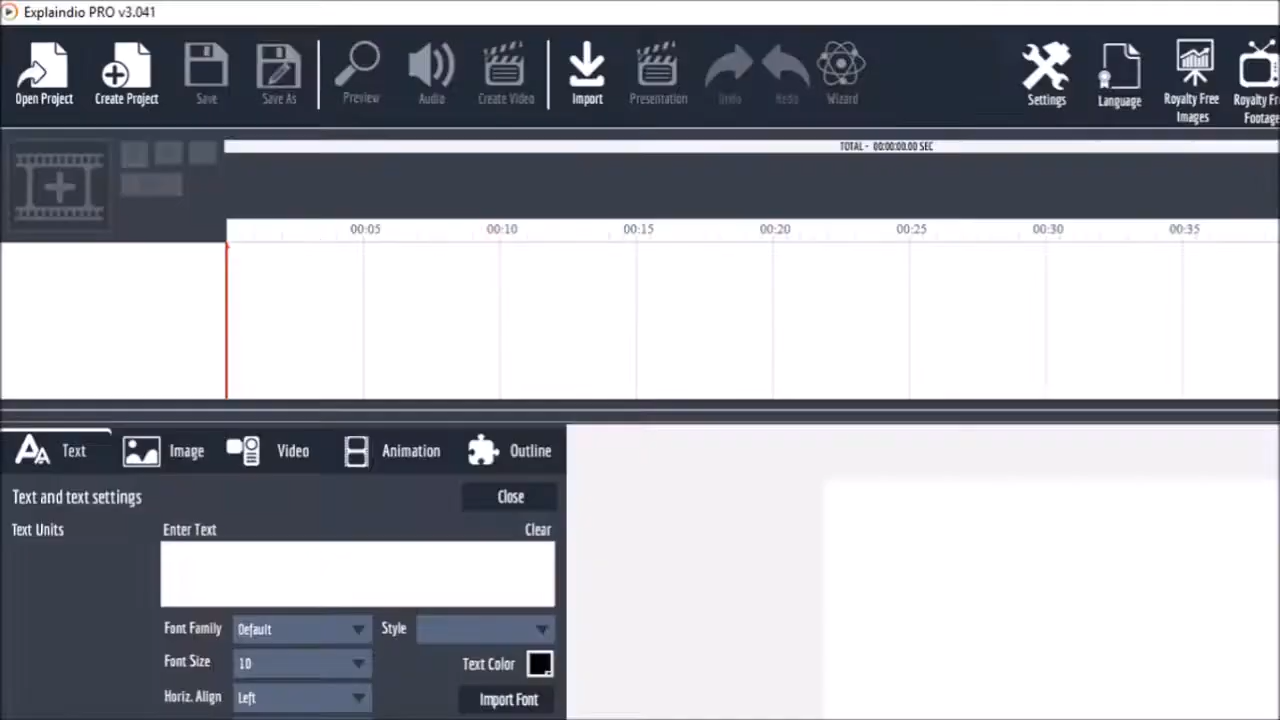 Explaindio PRO v3.041
Open Project
Create Project
Save
Save As
Preview
Audio
Create Video
Import
Presentation
Undo
Redo
Wizard
Settings
Language
Royalty Free
Images
Royalty Fr
Footage
TOTAL - 00:00:00.00 SEC
00:05
00:10
00:15
00:20
00:25
00:30
00:35
Text
Image
Video
Animation
Outline
Text and text settings
Close
Text Units
Enter Text
Clear
Font Family
Default
Style
Font Size
10
Text Color
Horiz. Align
Left
Import Font